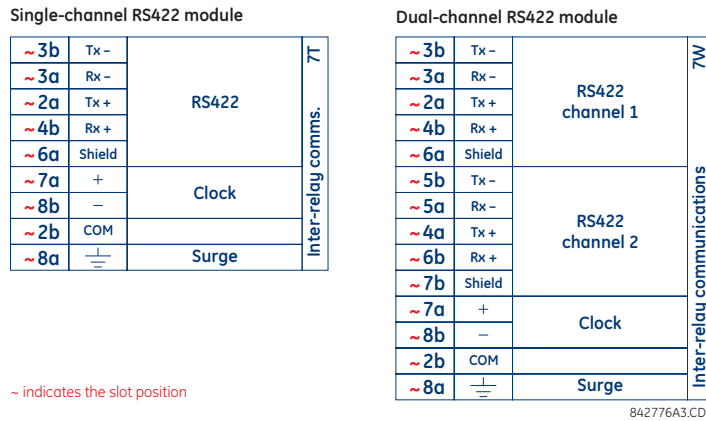 Single-channel RS422 module
~3b Tx –
~3a Rx –
~2a Tx +
~4b Rx +
~6a Shield
RS422
~7a +
~8b –
Clock
~2b COM
~8a Surge
7T
Inter-relay comms.
~ indicates the slot position
Dual-channel RS422 module
~3b Tx –
~3a Rx –
~2a Tx +
~4b Rx +
~6a Shield
RS422
channel 1
~5b Tx –
~5a Rx –
~4a Tx +
~6b Rx +
~7b Shield
RS422
channel 2
~7a +
~8b –
Clock
~2b COM
~8a Surge
7W
Inter-relau communications
842776A3.CD